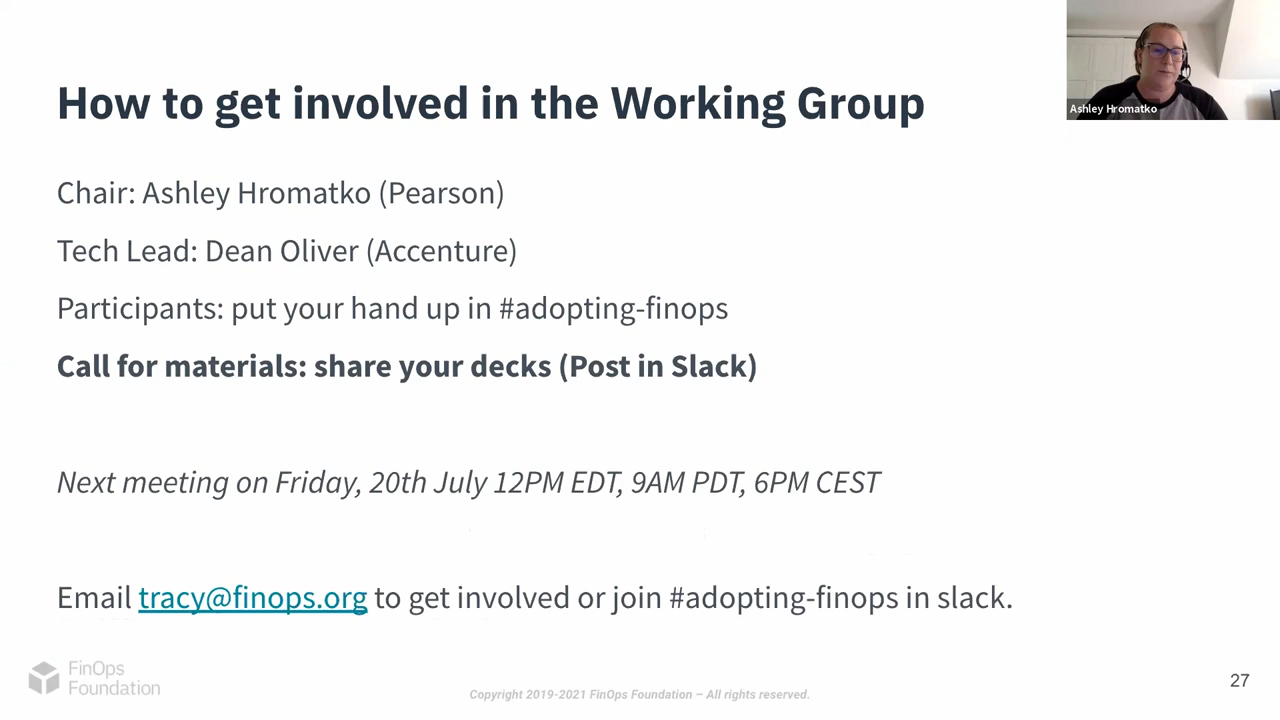 How to get involved in the Working Group
Ashley Hromatko
Chair: Ashley Hromatko (Pearson)
Tech Lead: Dean Oliver (Accenture)
Participants: put your hand up in #adopting-finops
Call for materials: share your decks (Post in Slack)
Next meeting on Friday, 20th July 12PM EDT, 9AM PDT, 6PM CEST
Email tracy@finops.org to get involved or join #adopting-finops in slack.
FinOps
Foundation
Copyright 2019-2021 FinOps Foundation – All rights reserved.
27